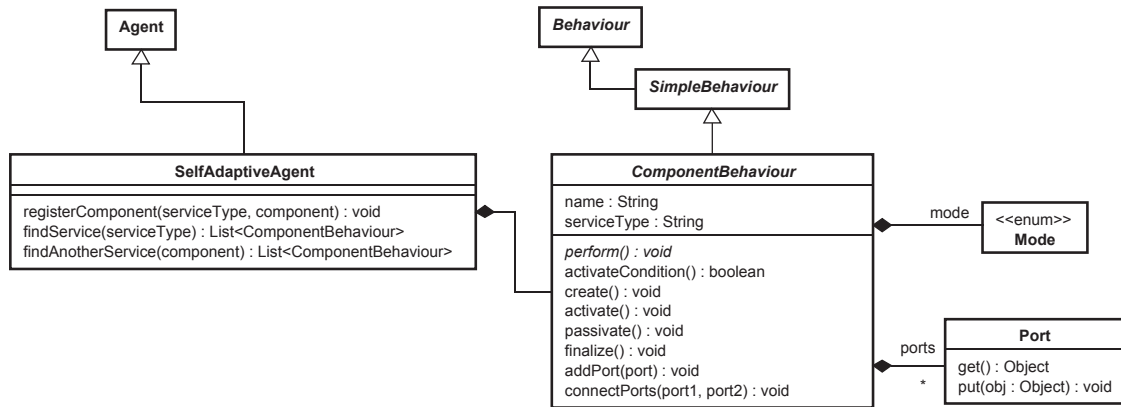 Agent
Behaviour
SimpleBehaviour
SelfAdaptiveAgent
registerComponent(serviceType, component) : void
findService(serviceType) : List<ComponentBehaviour>
findAnotherService(component) : List<ComponentBehaviour>
ComponentBehaviour
name : String
serviceType : String
perform() : void
activateCondition() : boolean
create() : void
activate() : void
passivate() : void
finalize() : void
addPort(port) : void
connectPorts(port1, port2) : void
mode
<<enum>>
Mode
ports
*
Port
get() : Object
put(obj : Object) : void